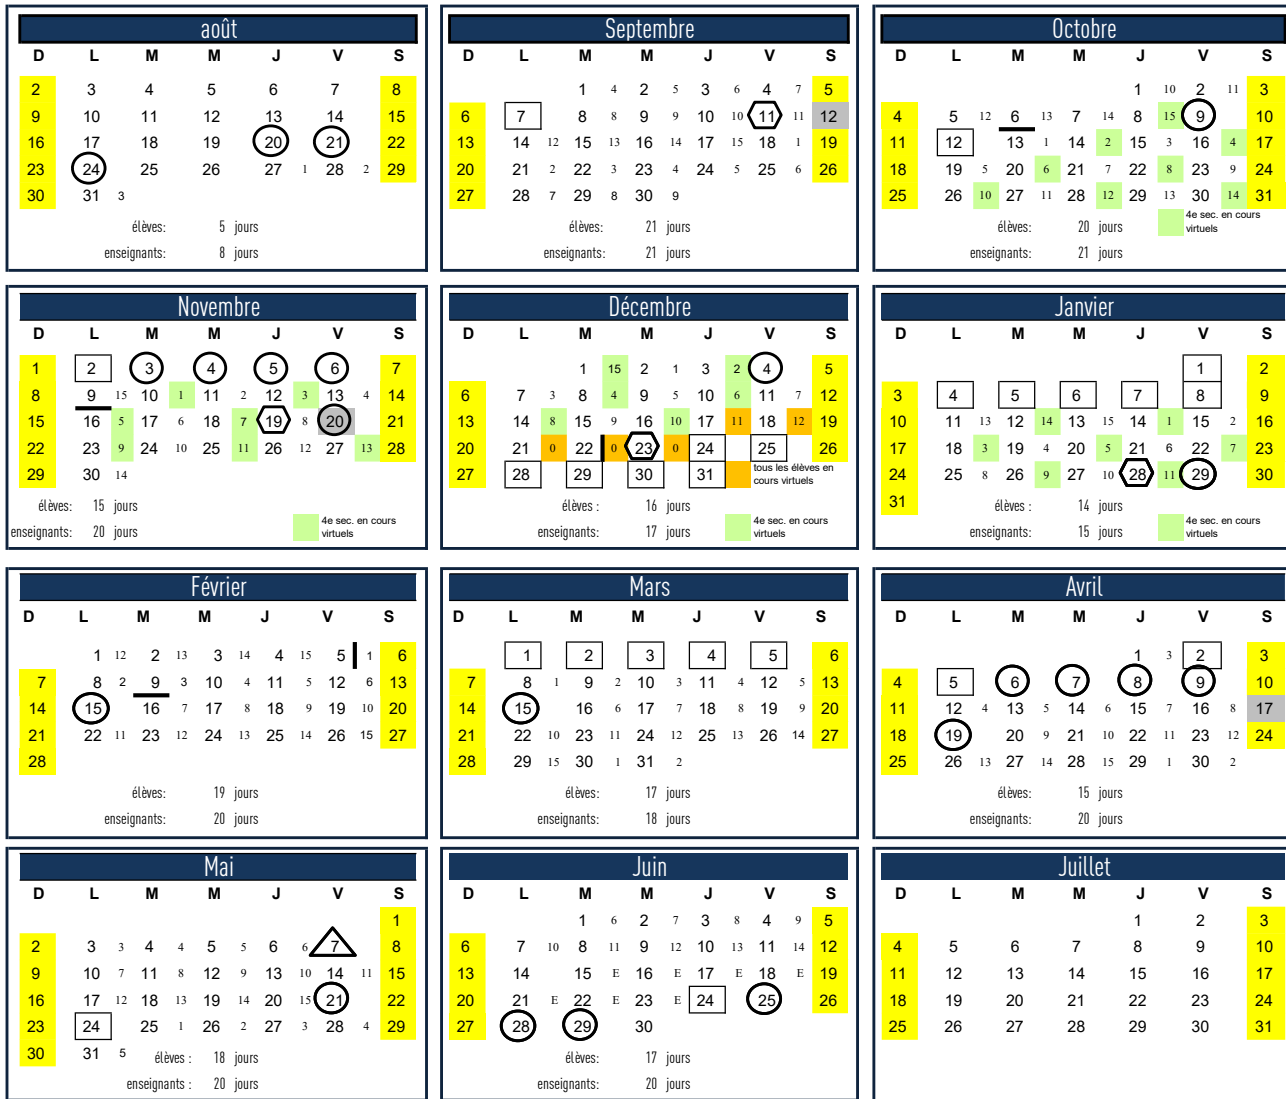 août
D L M M J V S
2 3 4 5 6 7 8
9 10 11 12 13 14 15
16 17 18 19 20 21 22
23 24 25 26 27 1 28 2 29
30 31 3
élèves: 5 jours
enseignants: 8 jours
Septembre
D L M M J V S
1 4 2 5 3 6 4 7 5
6 7 8 8 9 9 10 10 11 11 12
13 14 12 15 13 16 14 17 15 18 1 19
20 21 2 22 3 23 4 24 5 25 6 26
27 28 7 29 8 30 9
élèves: 21 jours
enseignants: 21 jours
Octobre
D L M M J V S
1 10 2 11 3
4 5 12 6 13 7 14 8 15 9 10
11 12 13 1 14 2 15 3 16 4 17
18 19 5 20 6 21 7 22 8 23 9 24
25 26 10 27 11 28 12 29 13 30 14 31
élèves: 20 jours
enseignants: 21 jours
4e sec. en cours
virtuels
Novembre
D L M M J V S
1 2 3 4 5 6 7
8 9 15 10 1 11 2 12 3 13 4 14
15 16 5 17 6 18 7 19 8 20 21
22 23 9 24 10 25 11 26 12 27 13 28
29 30 14
élèves: 15 jours
enseignants: 20 jours
4e sec. en cours
virtuels
Décembre
D L M M J V S
1 15 2 1 3 2 4 5
6 7 3 8 4 9 5 10 6 11 7 12
13 14 8 15 9 16 10 17 11 18 12 19
20 21 0 22 0 23 0 24 25 26
27 28 29 30 31
tous les élèves en
cours virtuels
élèves : 16 jours
enseignants: 17 jours
Janvier
D L M M J V S
1 2
3 4 5 6 7 8 9
10 11 13 12 14 13 15 14 1 15 2 16
17 18 3 19 4 20 5 21 6 22 7 23
24 25 8 26 9 27 10 28 11 29 30
31
élèves : 14 jours
enseignants: 15 jours
4e sec. en cours
virtuels
Février
D L M M J V S
1 12 2 13 3 14 4 15 5 1 6
7 8 2 9 3 10 4 11 5 12 6 13
14 15 16 7 17 8 18 9 19 10 20
21 22 11 23 12 24 13 25 14 26 15 27
28
élèves: 19 jours
enseignants: 20 jours
Mars
D L M M J V S
1 2 3 4 5 6
7 8 1 9 2 10 3 11 4 12 5 13
14 15 16 6 17 7 18 8 19 9 20
21 22 10 23 11 24 12 25 13 26 14 27
28 29 15 30 1 31 2
élèves: 17 jours
enseignants: 18 jours
Avril
D L M M J V S
1 3 2 3
4 5 6 7 8 9 10
11 12 4 13 5 14 6 15 7 16 8 17
18 19 20 9 21 10 22 11 23 12 24
25 26 13 27 14 28 15 29 1 30 2
élèves: 15 jours
enseignants: 20 jours
Mai
D L M M J V S
1
2 3 3 4 4 5 5 6 6 7 8
9 10 7 11 8 12 9 13 10 14 11 15
16 17 12 18 13 19 14 20 15 21 22
23 24 25 1 26 2 27 3 28 4 29
30 31 5
élèves : 18 jours
enseignants : 20 jours
Juin
D L M M J V S
1 6 2 7 3 8 4 9 5
6 7 10 8 11 9 12 10 13 11 14 12
13 14 15 E 16 E 17 E 18 E 19
20 21 E 22 E 23 E 24 25 26
27 28 29 30
élèves: 17 jours
enseignants: 20 jours
Juillet
D L M M J V S
1 2 3
4 5 6 7 8 9 10
11 12 13 14 15 16 17
18 19 20 21 22 23 24
25 26 27 28 29 30 31